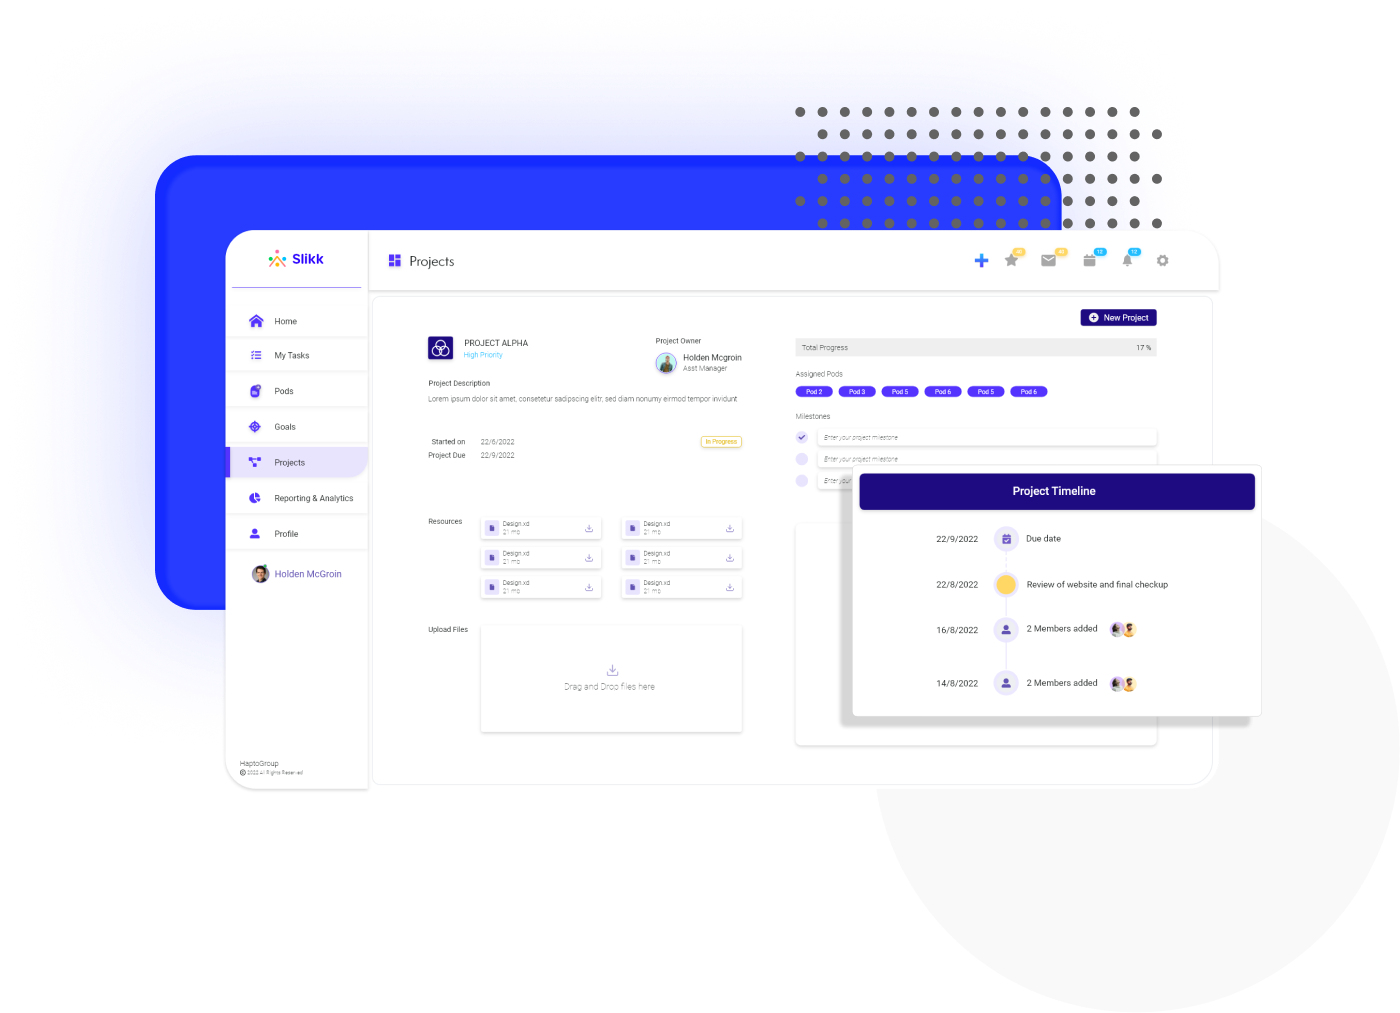 Slikk
Projects
18
12
Home
My Tasks
Pods
Goals
Projects
Reporting & Analytics
Profile
Holden McGroin
HaptoGroup
© 2022.All Rights Reserved
New Project
PROJECT ALPHA
High Priority
Project Owner
Holden Mcgroin
Asst Manager
Project Description
Lorem ipsum dolor sit amet, consetetur sadipscing elitr, sed diam nonumy eirmod tempor invidunt
Started on 22/6/2022
In Progress
Project Due 22/9/2022
Resources
Design.xd
21 mb
Design.xd
21 mb
Design.xd
21 mb
Design.xd
21 mb
Design.xd
21 mb
Design.xd
21 mb
Upload Files
Drag and Drop files here
Total Progress 17 %
Assigned Pods
Pod 2 Pod 3 Pod 5 Pod 6 Pod 5 Pod 6
Milestones
Enter your project milestone
Enter your project milestone
Enter your
Project Timeline
22/9/2022 Due date
22/8/2022 Review of website and final checkup
16/8/2022 2 Members added
14/8/2022 2 Members added